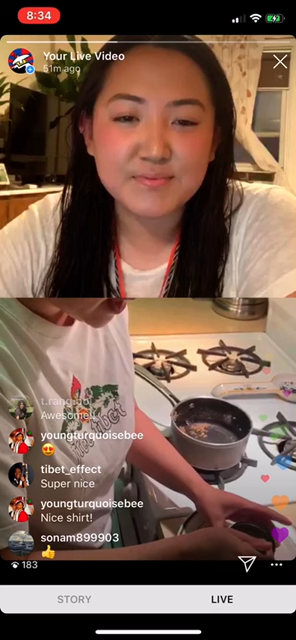 8:34
Your Live Video
51m ago
Awesome!!
youngturquoisebee
😍
tibet_effect
Super nice
youngturquoisebee
Nice shirt!
sonam899903
👍
183
STORY
LIVE